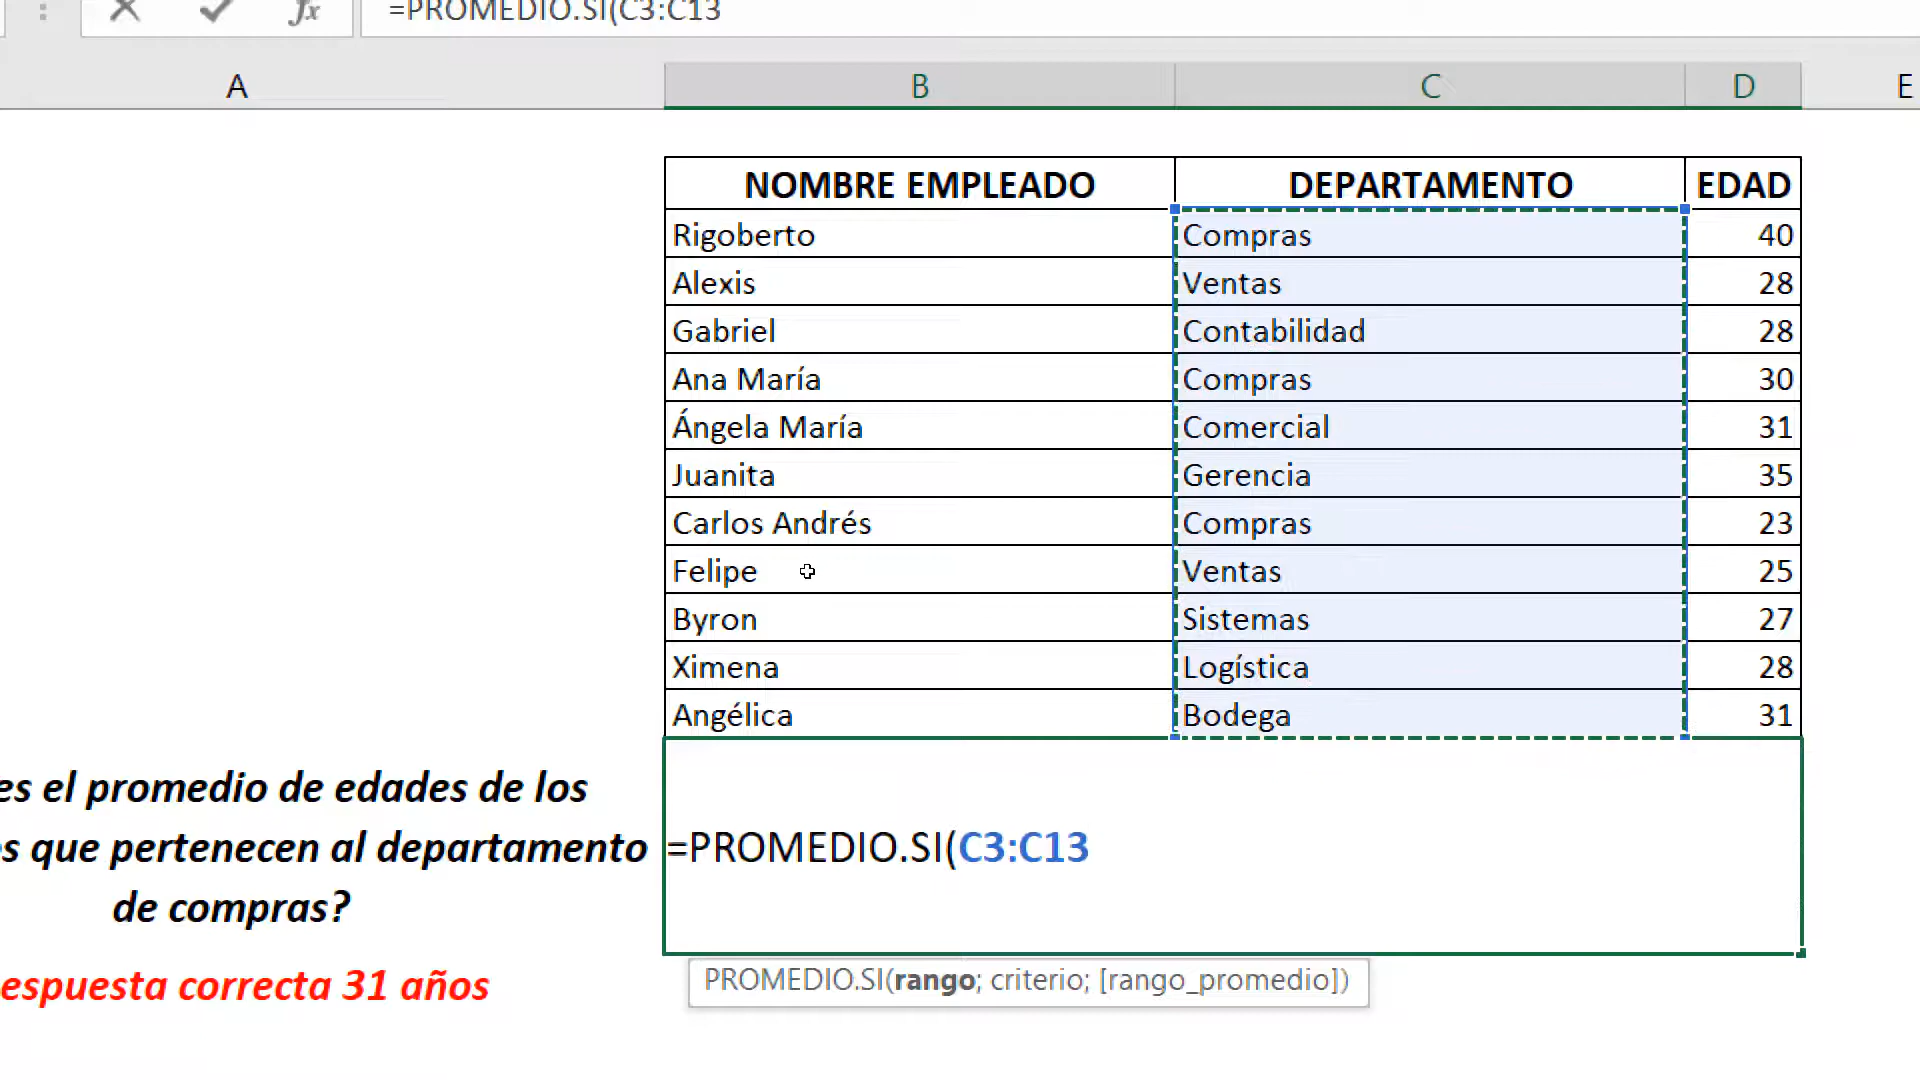 =PROMEDIO.SI(C3:C13
A B C D E
NOMBRE EMPLEADO DEPARTAMENTO EDAD
Rigoberto Compras 40
Alexis Ventas 28
Gabriel Contabilidad 28
Ana María Compras 30
Ángela María Comercial 31
Juanita Gerencia 35
Carlos Andrés Compras 23
Felipe Ventas 25
Byron Sistemas 27
Ximena Logística 28
Angélica Bodega 31
es el promedio de edades de los
que pertenecen al departamento
de compras?
=PROMEDIO.SI(C3:C13
PROMEDIO.SI(rango; criterio; [rango_promedio])
espuesta correcta 31 años